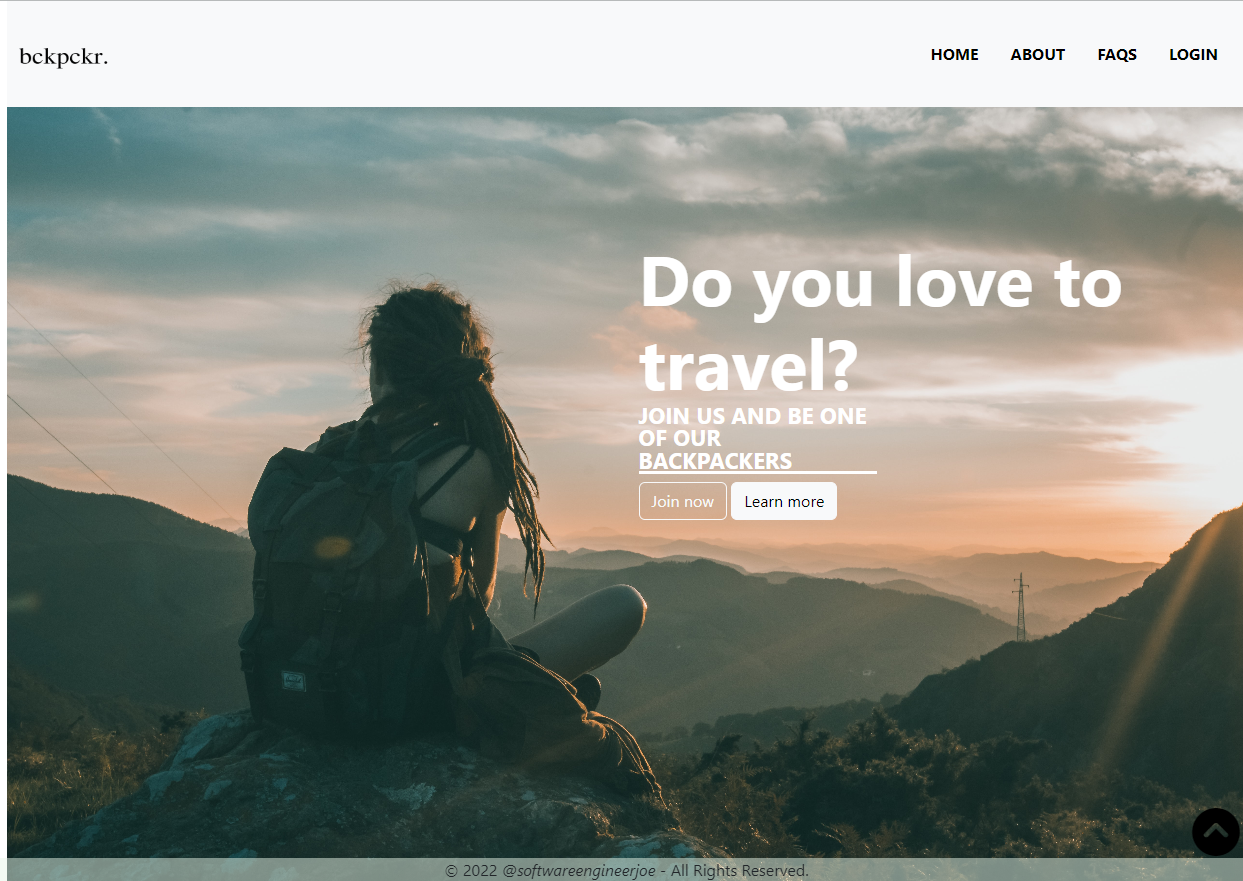 bckpckr.
HOME ABOUT FAQS LOGIN
Do you love to
travel?
JOIN US AND BE ONE
OF OUR
BACKPACKERS
Join now Learn more
© 2022 @softwareengineerjoe - All Rights Reserved.